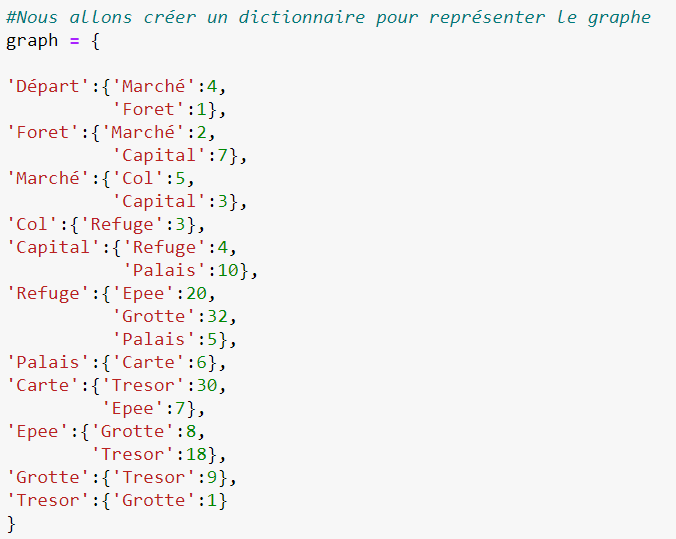 #Nous allons créer un dictionnaire pour représenter le graphe
graph = {
'Départ':{'Marché':4,
'Foret':1},
'Foret':{'Marché':2,
'Capital':7},
'Marché':{'Col':5,
'Capital':3},
'Col':{'Refuge':3},
'Capital':{'Refuge':4,
'Palais':10},
'Refuge':{'Epee':20,
'Grotte':32,
'Palais':5},
'Palais':{'Carte':6},
'Carte':{'Tresor':30,
'Epee':7},
'Epee':{'Grotte':8,
'Tresor':18},
'Grotte':{'Tresor':9},
'Tresor':{'Grotte':1}
}